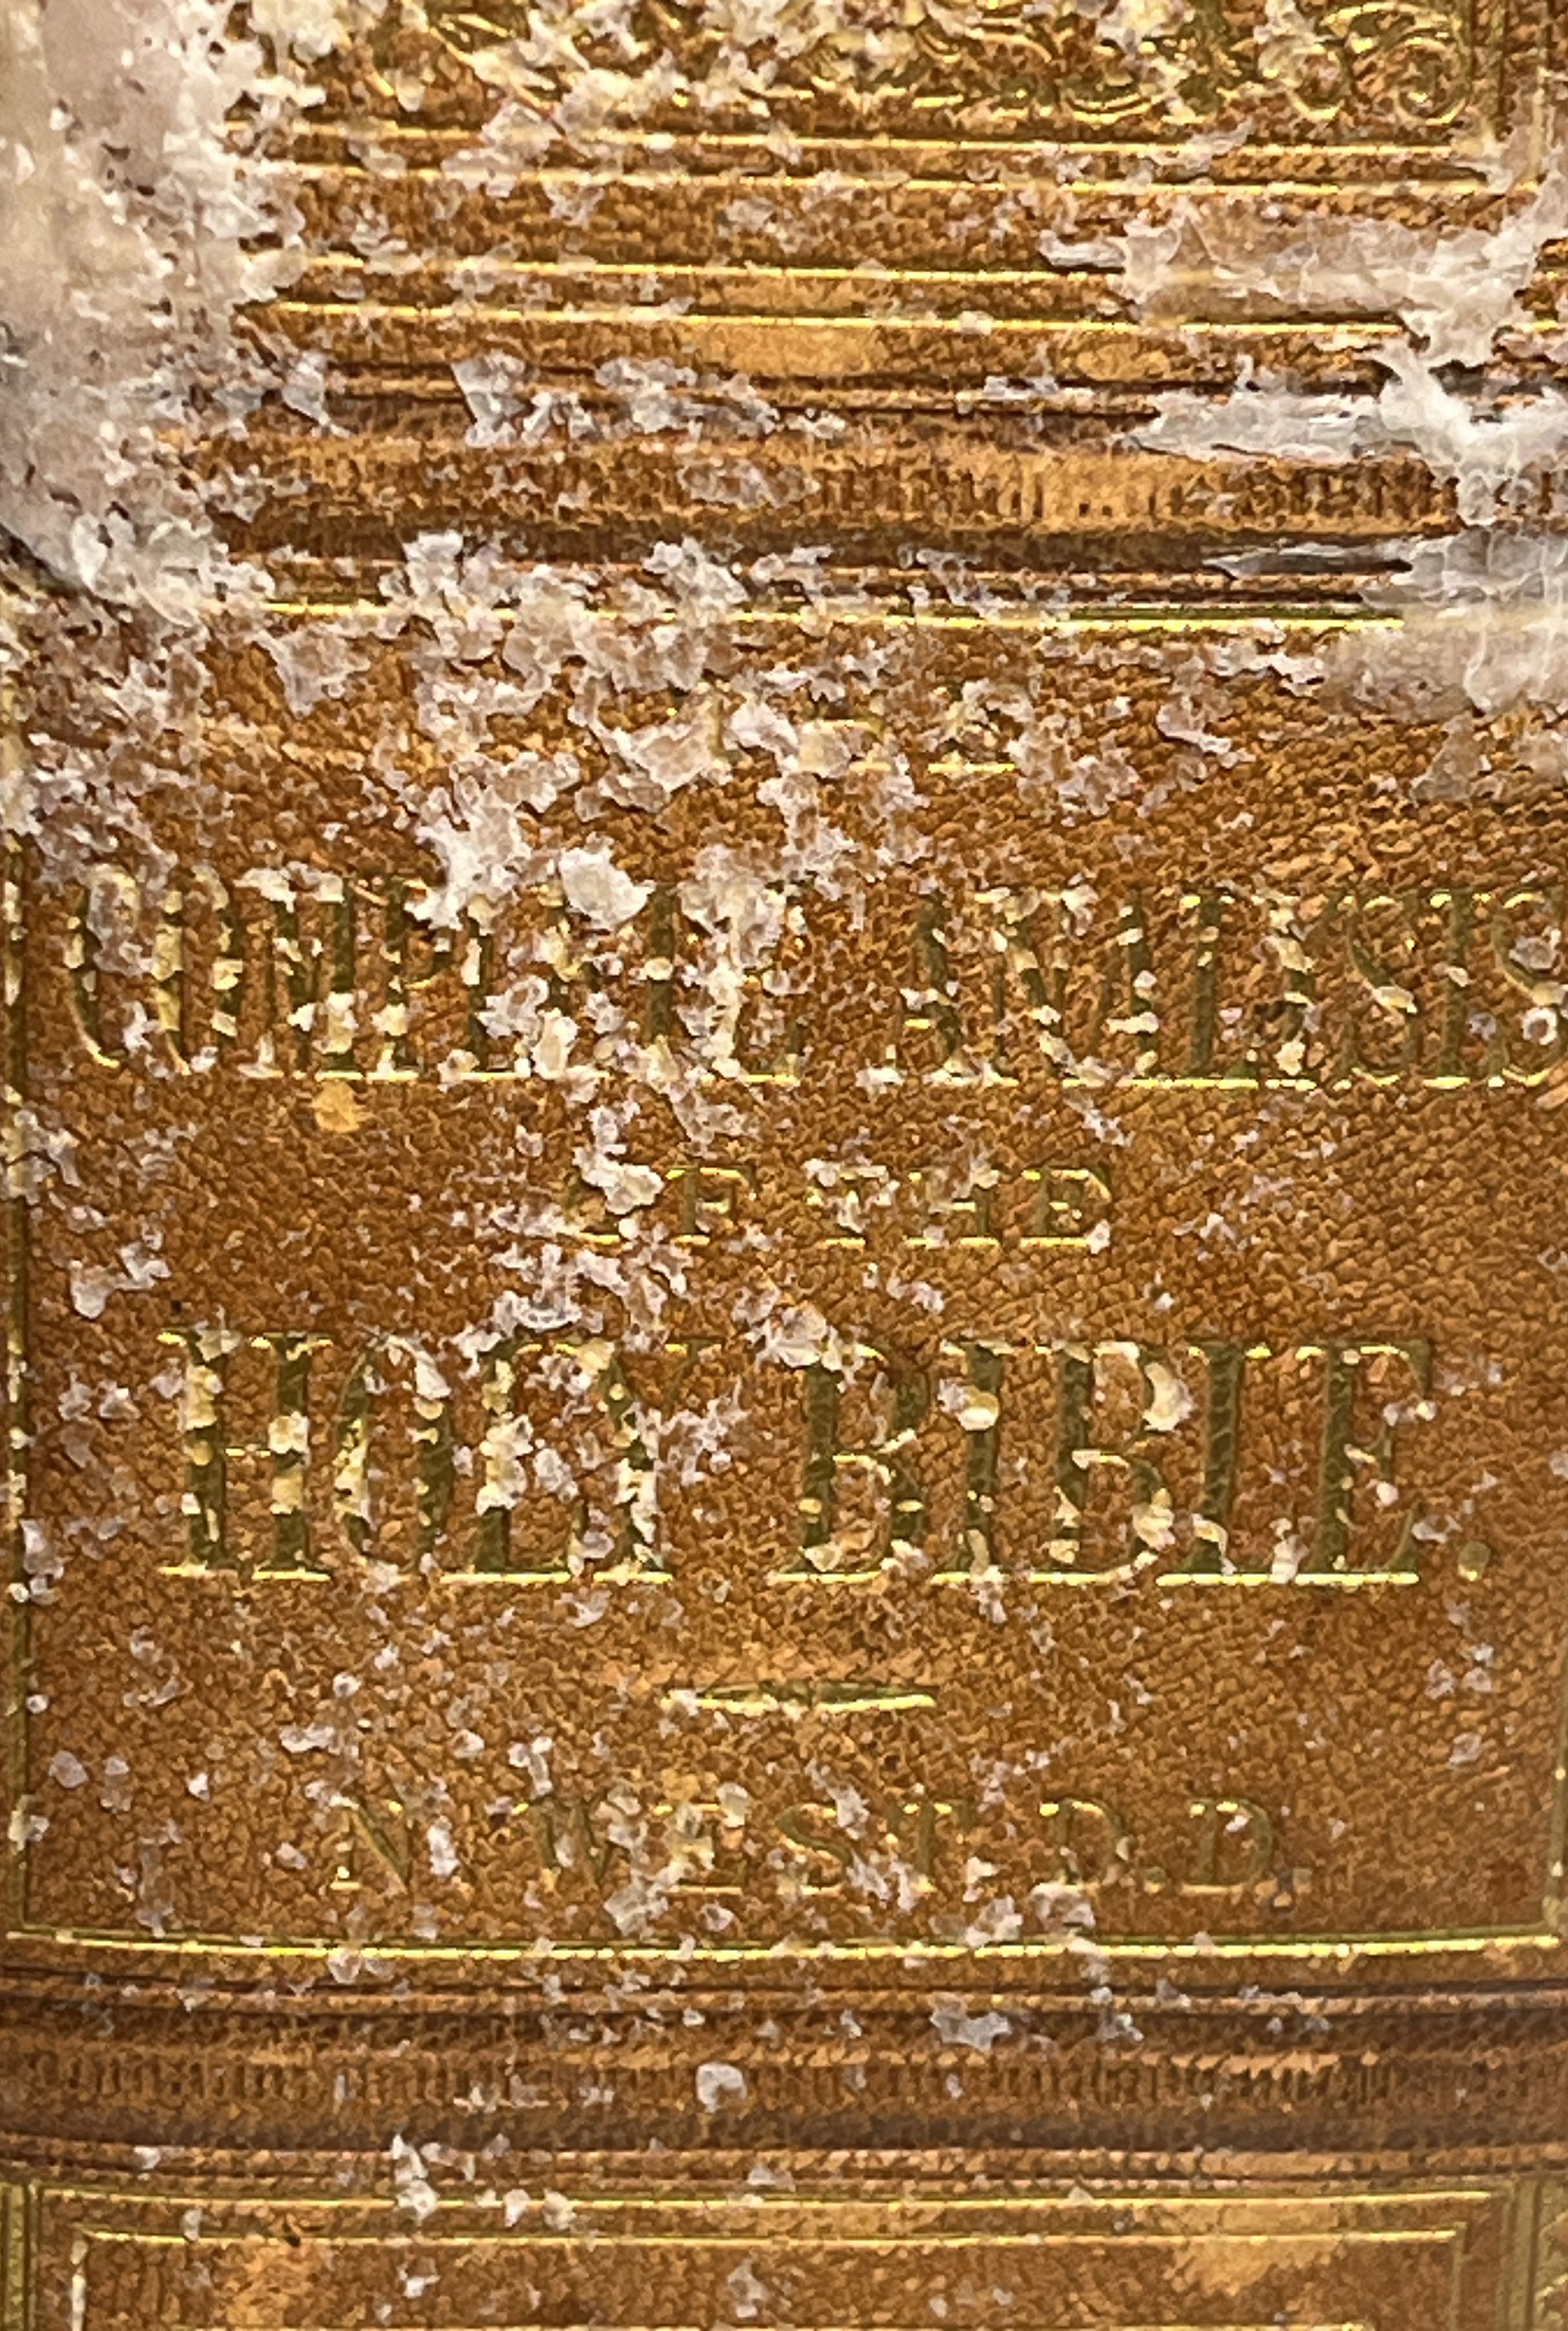 COMPLETE ANALYSIS
OF THE
HOLY BIBLE.
N. WEST D.D.